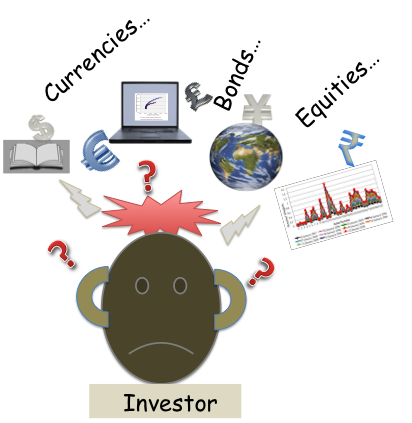 Currencies…
Bonds…
Equities…
$
€
£
¥
₹
?
?
?
Investor